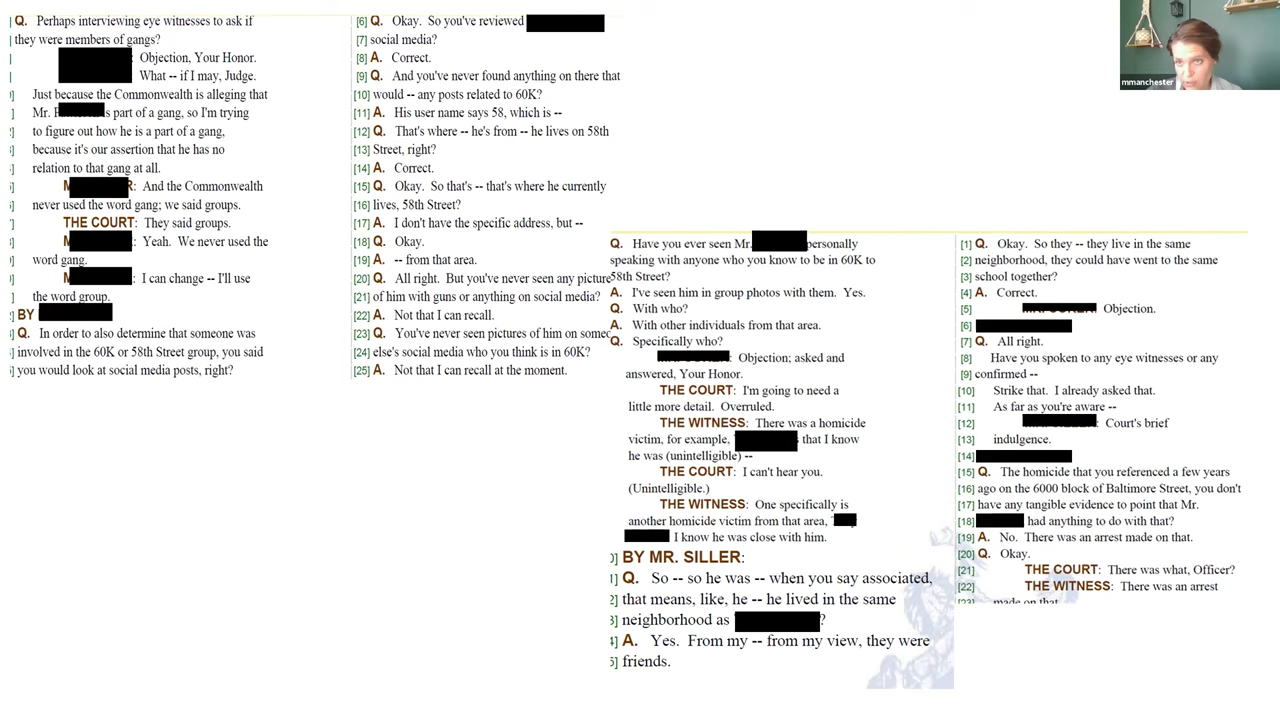 Q. Perhaps interviewing eye witnesses to ask if
they were members of gangs?
: Objection, Your Honor.
: What -- if I may, Judge.
Just because the Commonwealth is alleging that
Mr. is part of a gang, so I'm trying
to figure out how he is a part of a gang,
because it's our assertion that he has no
relation to that gang at all.
: And the Commonwealth
never used the word gang; we said groups.
THE COURT: They said groups.
: Yeah. We never used the
word gang.
: I can change -- I'll use
the word group.
BY
Q. In order to also determine that someone was
involved in the 60K or 58th Street group, you said
you would look at social media posts, right?
[6] Q. Okay. So you've reviewed
[7] social media?
[8] A. Correct.
[9] Q. And you've never found anything on there that
[10] would -- any posts related to 60K?
[11] A. His user name says 58, which is --
[12] Q. That's where -- he's from -- he lives on 58th
[13] Street, right?
[14] A. Correct.
[15] Q. Okay. So that's -- that's where he currently
[16] lives, 58th Street?
[17] A. I don't have the specific address, but --
[18] Q. Okay.
[19] A. -- from that area.
[20] Q. All right. But you've never seen any picture
[21] of him with guns or anything on social media?
[22] A. Not that I can recall.
[23] Q. You've never seen pictures of him on someo
[24] else's social media who you think is in 60K?
[25] A. Not that I can recall at the moment.
Q. Have you ever seen Mr. personally
speaking with anyone who you know to be in 60K to
58th Street?
A. I've seen him in group photos with them. Yes.
Q. With who?
A. With other individuals from that area.
Q. Specifically who?
: Objection; asked and
answered, Your Honor.
THE COURT: I'm going to need a
little more detail. Overruled.
THE WITNESS: There was a homicide
victim, for example, that I know
he was (unintelligible) --
THE COURT: I can't hear you.
(Unintelligible.)
THE WITNESS: One specifically is
another homicide victim from that area,
I know he was close with him.
BY MR. SILLER:
Q. So -- so he was -- when you say associated,
that means, like, he -- he lived in the same
neighborhood as ?
A. Yes. From my -- from my view, they were
friends.
[1] Q. Okay. So they -- they live in the same
[2] neighborhood, they could have went to the same
[3] school together?
[4] A. Correct.
[5] Objection.
[6]
[7] Q. All right.
[8] Have you spoken to any eye witnesses or any
[9] confirmed --
[10] Strike that. I already asked that.
[11] As far as you're aware --
[12] : Court's brief
[13] indulgence.
[14]
[15] Q. The homicide that you referenced a few years
[16] ago on the 6000 block of Baltimore Street, you don't
[17] have any tangible evidence to point that Mr.
[18] had anything to do with that?
[19] A. No. There was an arrest made on that.
[20] Q. Okay.
[21] THE COURT: There was what, Officer?
[22] THE WITNESS: There was an arrest
made on that
mmanchester